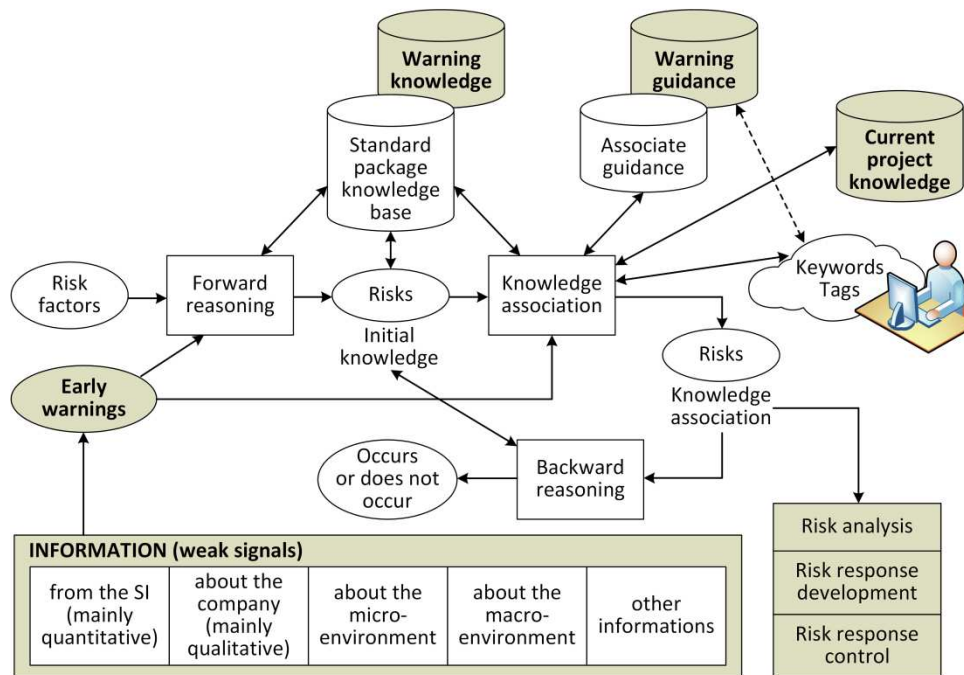 Warning
knowledge
Warning
guidance
Standard
package
knowledge
base
Associate
guidance
Current
project
knowledge
Risk
factors
Forward
reasoning
Risks
Initial
knowledge
Knowledge
association
Keywords
Tags
Early
warnings
Risks
Knowledge
association
Occurs
or does not
occur
Backward
reasoning
INFORMATION (weak signals)
from the SI
(mainly
quantitative)
about the
company
(mainly
qualitative)
about the
micro-
environment
about the
macro-
environment
other
informations
Risk analysis
Risk response
development
Risk response
control